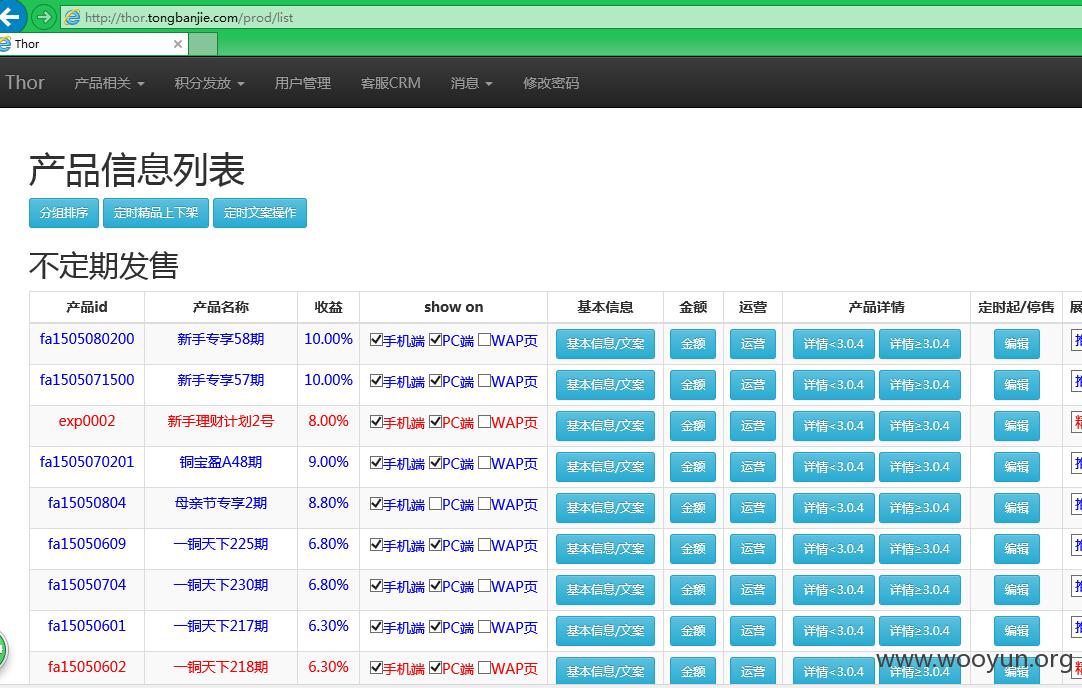 http://thor.tongbanjie.com/prod/list
Thor
Thor 产品相关 积分发放 用户管理 客服CRM 消息 修改密码
产品信息列表
分组排序 定时精品上下架 定时文案操作
不定期发售
产品id 产品名称 收益 show on 基本信息 金额 运营 产品详情 定时起/停售
fa1505080200 新手专享58期 10.00% 手机端 PC端 WAP页 基本信息/文案 金额 运营 详情<3.0.4 详情≥3.0.4 编辑
fa1505071500 新手专享57期 10.00% 手机端 PC端 WAP页 基本信息/文案 金额 运营 详情<3.0.4 详情≥3.0.4 编辑
exp0002 新手理财计划2号 8.00% 手机端 PC端 WAP页 基本信息/文案 金额 运营 详情<3.0.4 详情≥3.0.4 编辑
fa1505070201 铜宝盈A48期 9.00% 手机端 PC端 WAP页 基本信息/文案 金额 运营 详情<3.0.4 详情≥3.0.4 编辑
fa15050804 母亲节专享2期 8.80% 手机端 PC端 WAP页 基本信息/文案 金额 运营 详情<3.0.4 详情≥3.0.4 编辑
fa15050609 一铜天下225期 6.80% 手机端 PC端 WAP页 基本信息/文案 金额 运营 详情<3.0.4 详情≥3.0.4 编辑
fa15050704 一铜天下230期 6.80% 手机端 PC端 WAP页 基本信息/文案 金额 运营 详情<3.0.4 详情≥3.0.4 编辑
fa15050601 一铜天下217期 6.30% 手机端 PC端 WAP页 基本信息/文案 金额 运营 详情<3.0.4 详情≥3.0.4 编辑
fa15050602 一铜天下218期 6.30% 手机端 PC端 WAP页 基本信息/文案 金额 运营 详情<3.0.4 详情≥3.0.4 编辑
www.wooyun.org